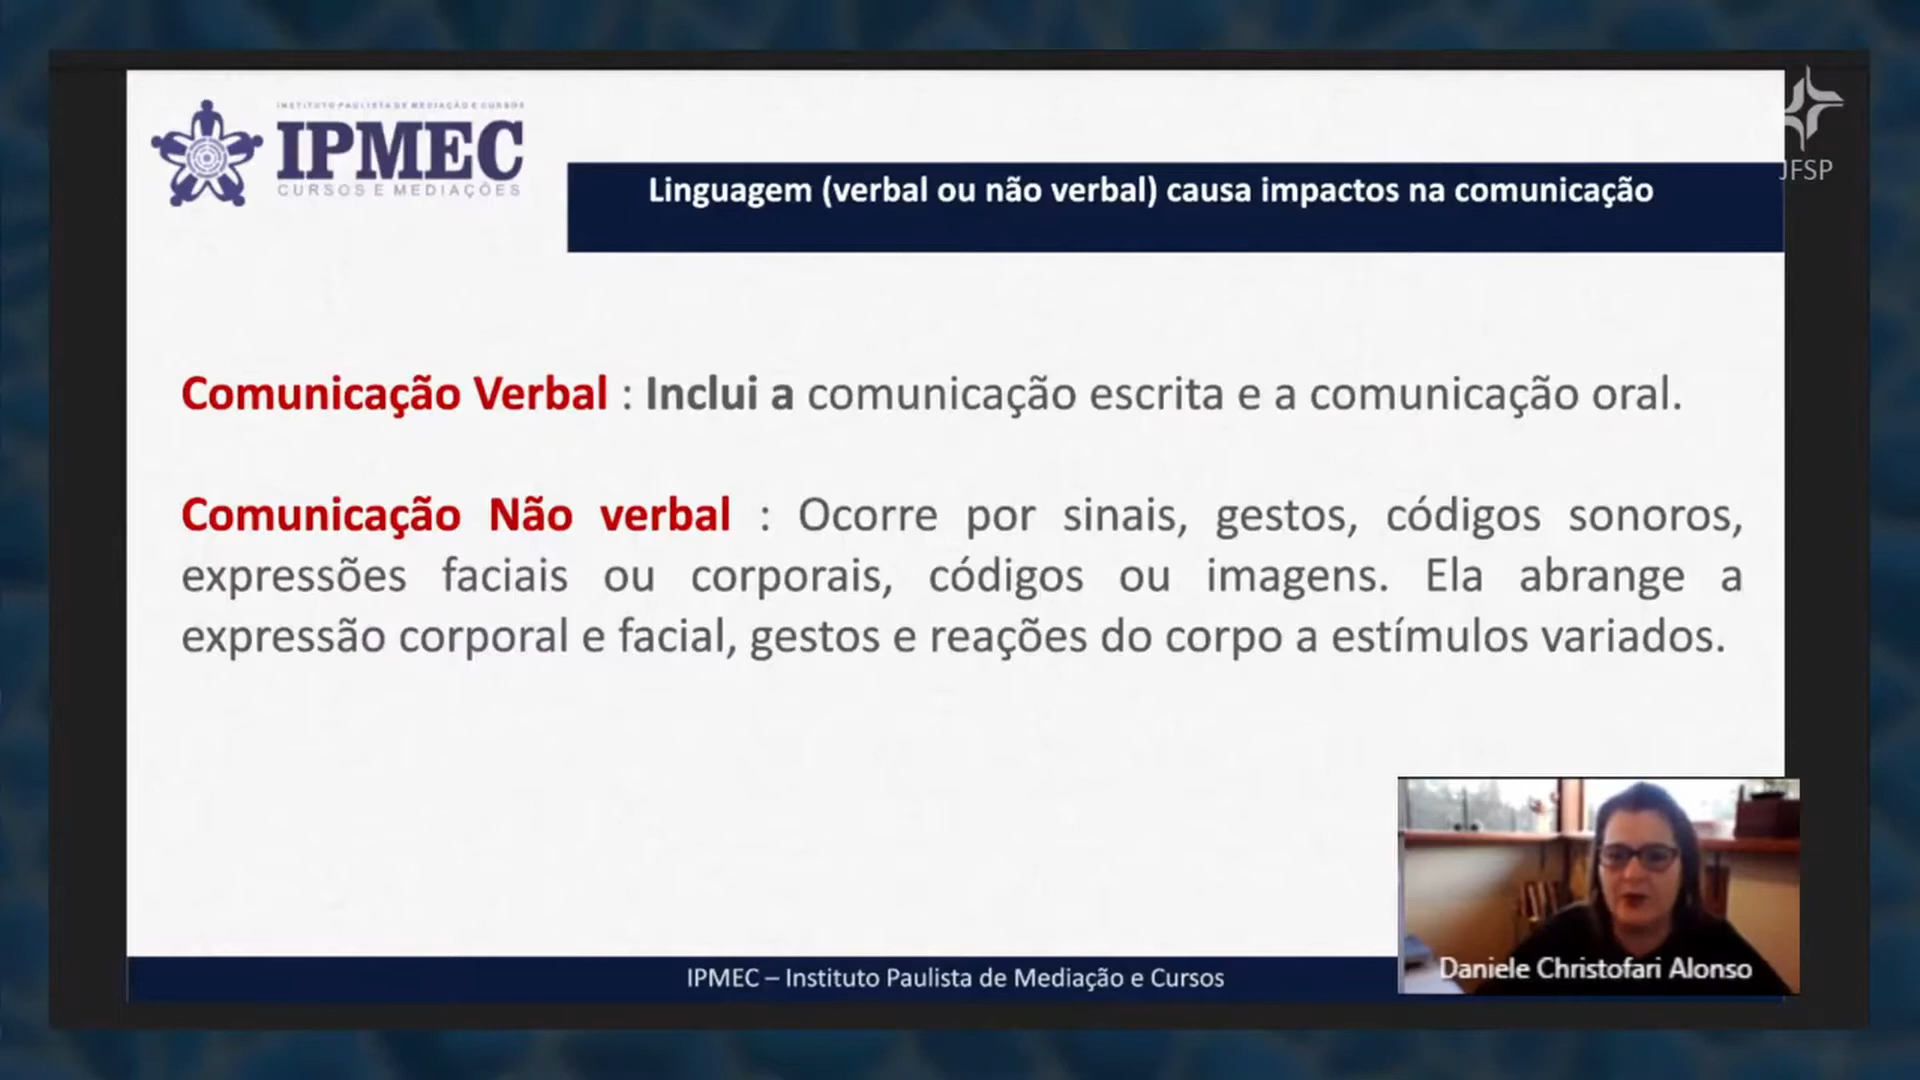 INSTITUTO PAULISTA DE MEDIAÇÃO E CURSOS
IPMEC
CURSOS E MEDIAÇÕES
JFSP
Linguagem (verbal ou não verbal) causa impactos na comunicação
Comunicação Verbal : Inclui a comunicação escrita e a comunicação oral.
Comunicação Não verbal : Ocorre por sinais, gestos, códigos sonoros,
expressões faciais ou corporais, códigos ou imagens. Ela abrange a
expressão corporal e facial, gestos e reações do corpo a estímulos variados.
Daniele Christofari Alonso
IPMEC – Instituto Paulista de Mediação e Cursos